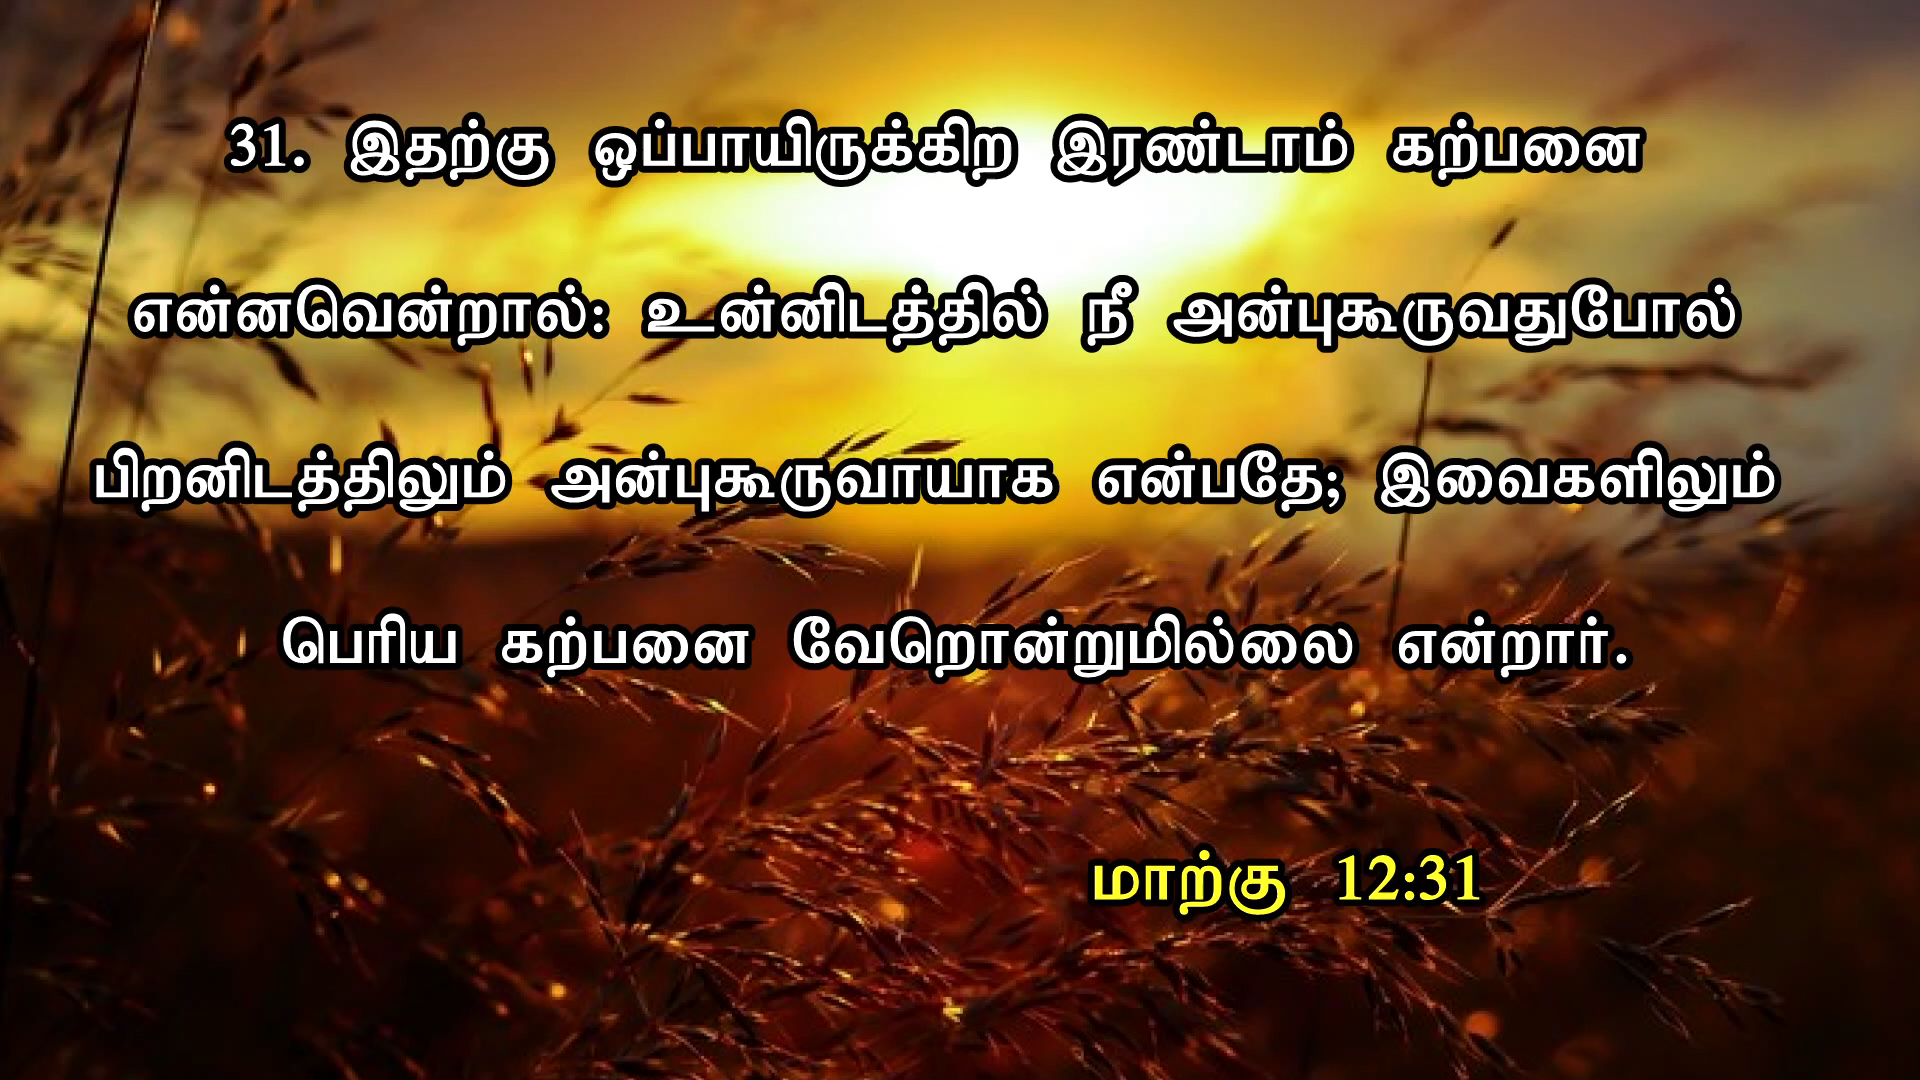 31. இதற்கு ஒப்பாயிருக்கிற இரண்டாம் கற்பனை
என்னவென்றால்: உன்னிடத்தில் நீ அன்புகூருவதுபோல்
பிறனிடத்திலும் அன்புகூருவாயாக என்பதே; இவைகளிலும்
பெரிய கற்பனை வேறொன்றுமில்லை என்றார்.
மாற்கு 12:31